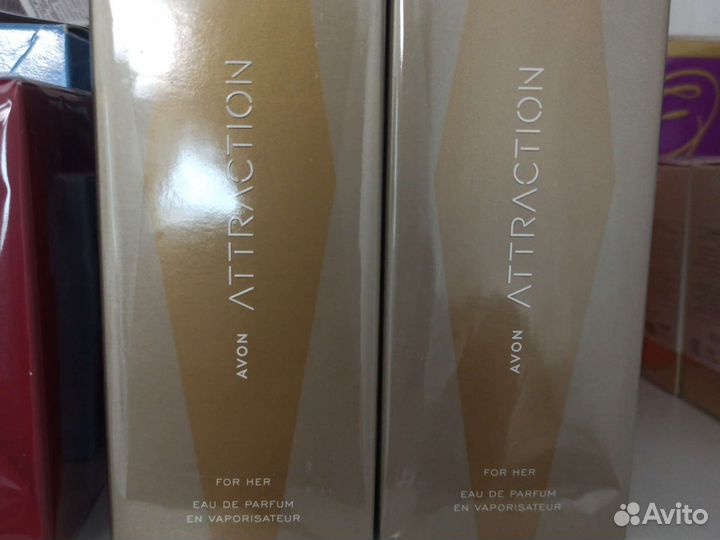 AVON ATTRACTION
FOR HER
EAU DE PARFUM
EN VAPORISATEUR
AVON ATTRACTION
FOR HER
EAU DE PARFUM
EN VAPORISATEUR
Avito